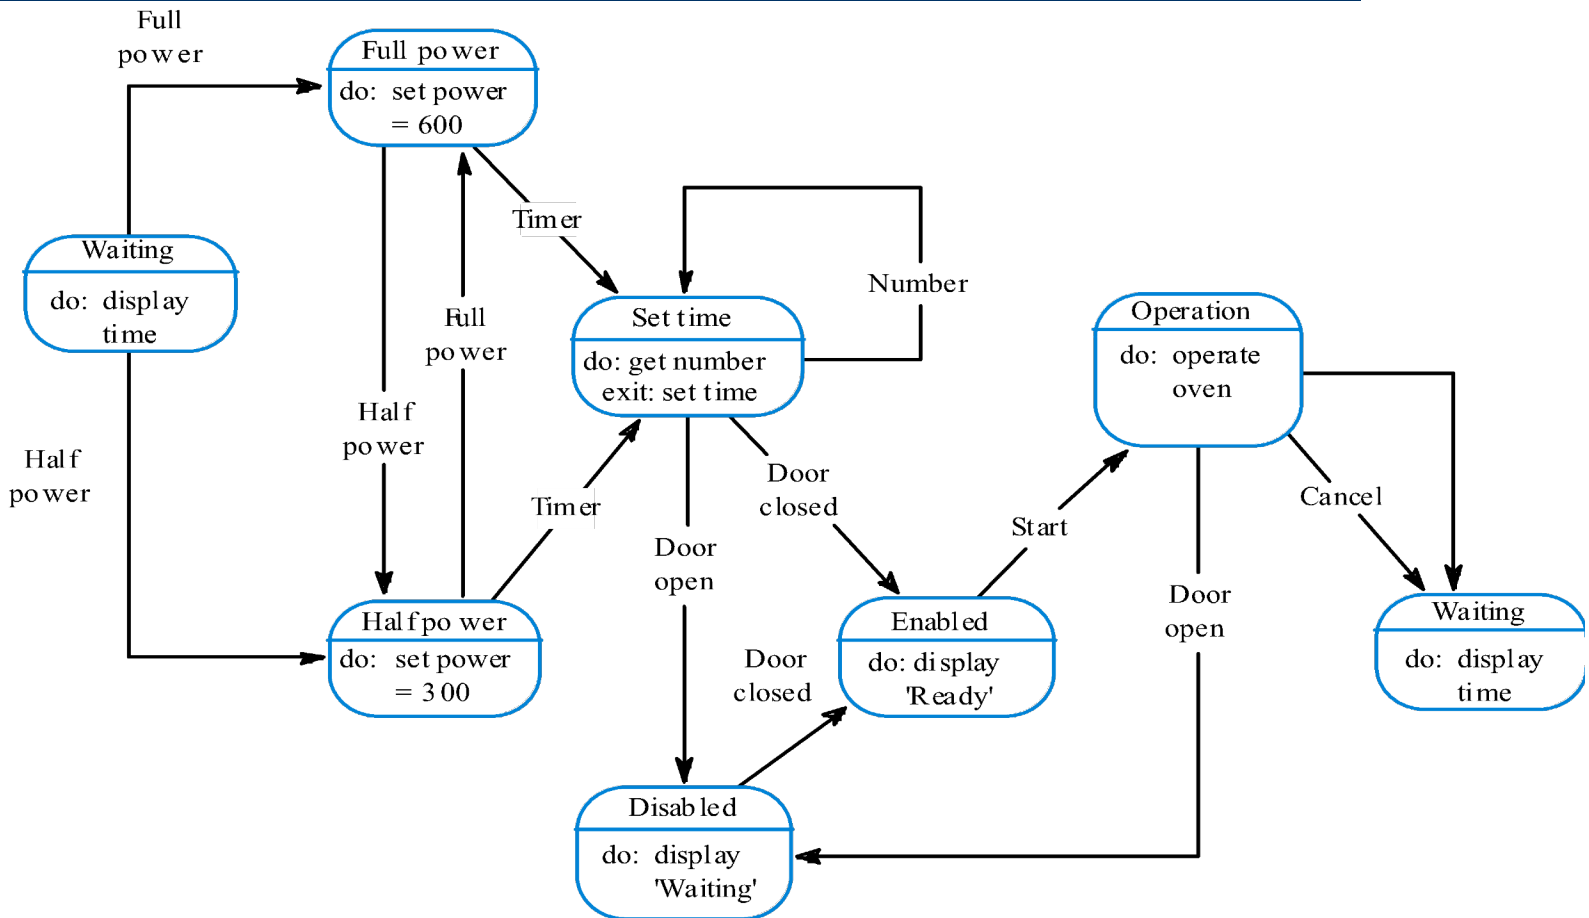 Full
power
Full power
do: set power
= 600
Timer
Waiting
do: display
time
Number
Full
power
Set time
do: get number
exit: set time
Operation
do: operate
oven
Half
power
Half
power
Timer
Door
closed
Door
open
Start
Cancel
Door
open
Half power
do: set power
= 300
Enabled
do: display
'Ready'
Waiting
do: display
time
Door
closed
Disabled
do: display
'Waiting'